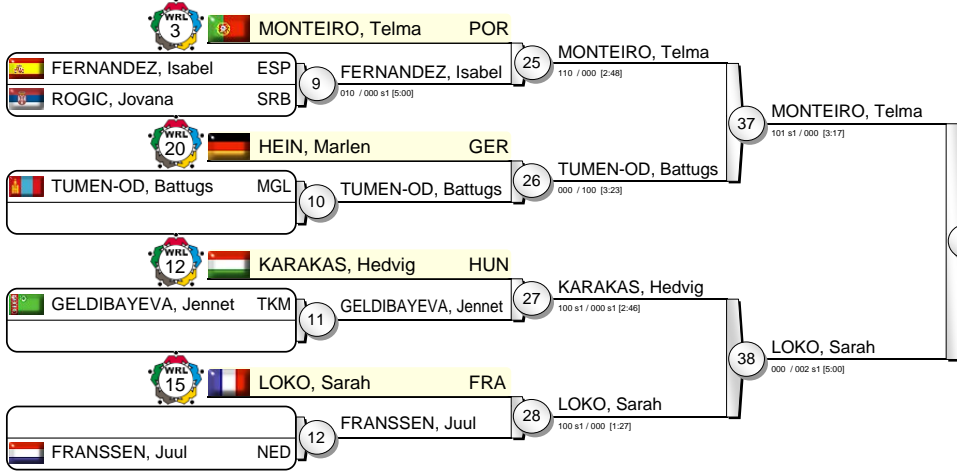 WRL
3
MONTEIRO, Telma POR
FERNANDEZ, Isabel ESP
ROGIC, Jovana SRB
9
FERNANDEZ, Isabel
010 / 000 s1 [5:00]
25
MONTEIRO, Telma
110 / 000 [2:48]
WRL
20
HEIN, Marlen GER
TUMEN-OD, Battugs MGL
10
TUMEN-OD, Battugs
26
TUMEN-OD, Battugs
000 / 100 [3:23]
37
MONTEIRO, Telma
101 s1 / 000 [3:17]
WRL
12
KARAKAS, Hedvig HUN
GELDIBAYEVA, Jennet TKM
11
GELDIBAYEVA, Jennet
27
KARAKAS, Hedvig
100 s1 / 000 s1 [2:46]
WRL
15
LOKO, Sarah FRA
FRANSSEN, Juul NED
12
FRANSSEN, Juul
28
LOKO, Sarah
100 s1 / 000 [1:27]
38
LOKO, Sarah
000 / 002 s1 [5:00]